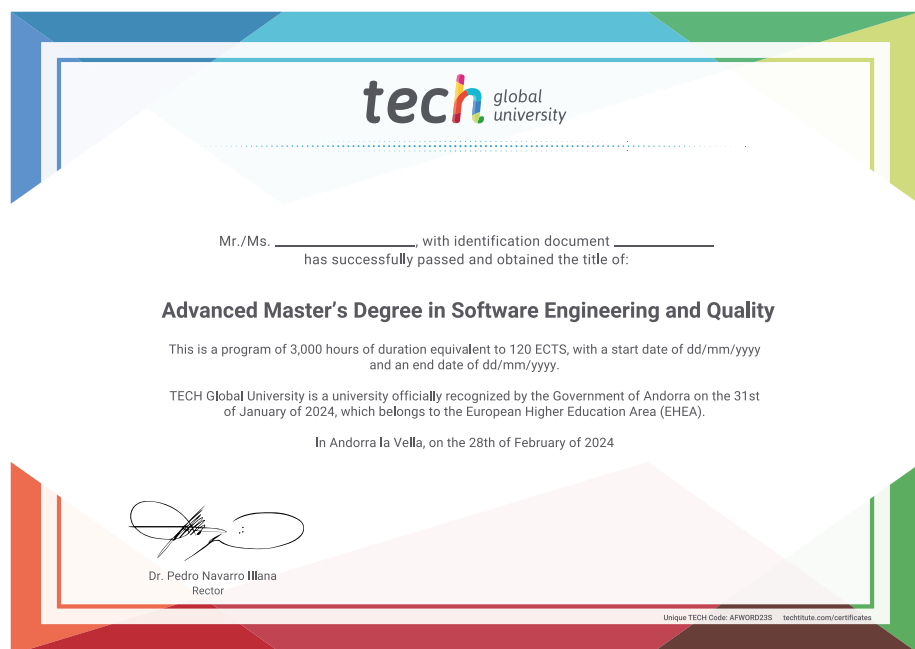 tech global
university
Mr./Ms. ____________, with identification document ____________
has successfully passed and obtained the title of:
Advanced Master's Degree in Software Engineering and Quality
This is a program of 3,000 hours of duration equivalent to 120 ECTS, with a start date of dd/mm/yyyy
and an end date of dd/mm/yyyy.
TECH Global University is a university officially recognized by the Government of Andorra on the 31st
of January of 2024, which belongs to the European Higher Education Area (EHEA).
In Andorra la Vella, on the 28th of February of 2024
Dr. Pedro Navarro Illana
Rector
Unique TECH Code: AFWORD23S techtitute.com/certificates